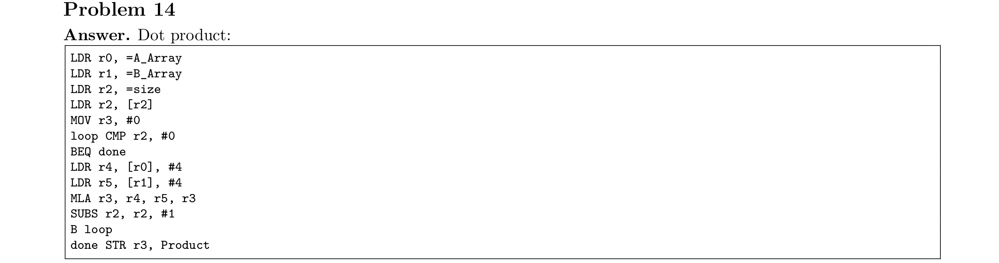 Problem 14
Answer. Dot product:
LDR r0, =A_Array
LDR r1, =B_Array
LDR r2, =size
LDR r2, [r2]
MOV r3, #0
loop CMP r2, #0
BEQ done
LDR r4, [r0], #4
LDR r5, [r1], #4
MLA r3, r4, r5, r3
SUBS r2, r2, #1
B loop
done STR r3, Product